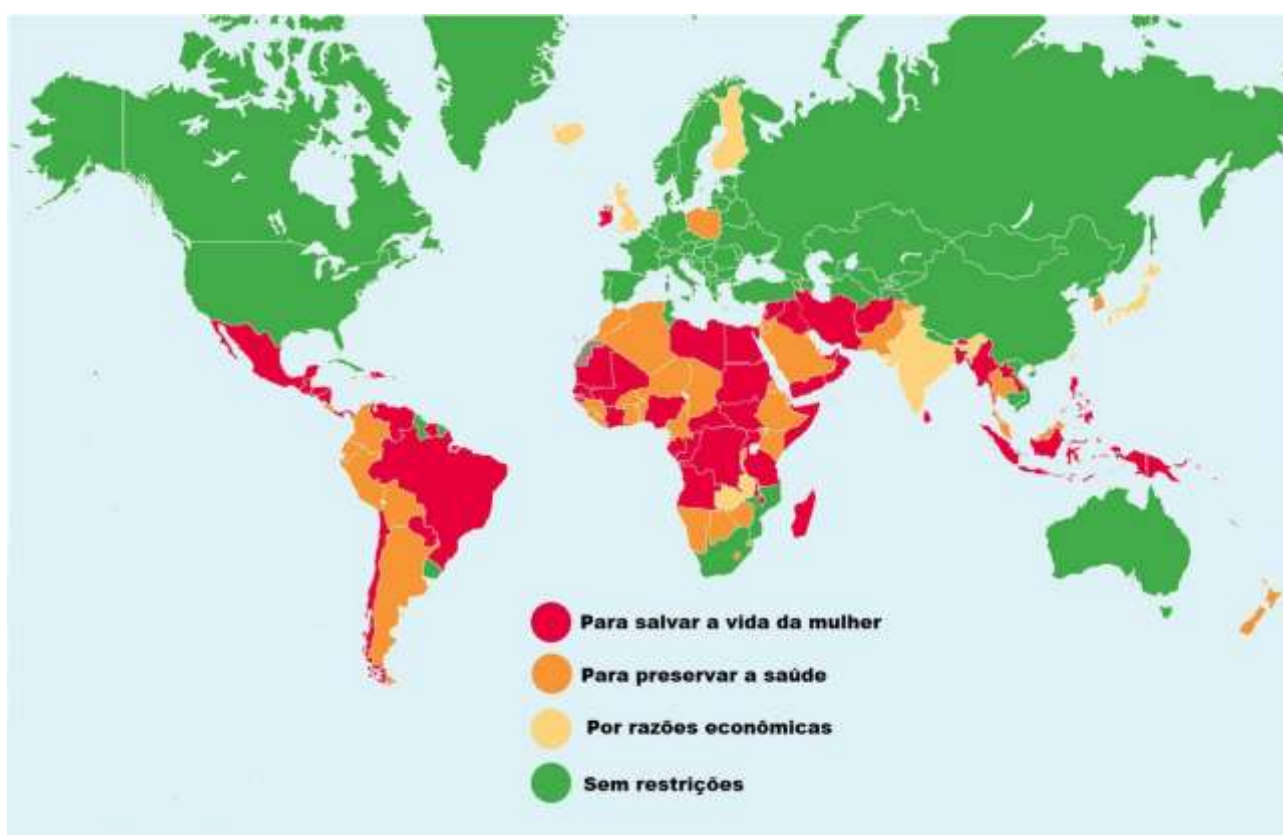 Para salvar a vida da mulher
Para preservar a saúde
Por razões econômicas
Sem restrições